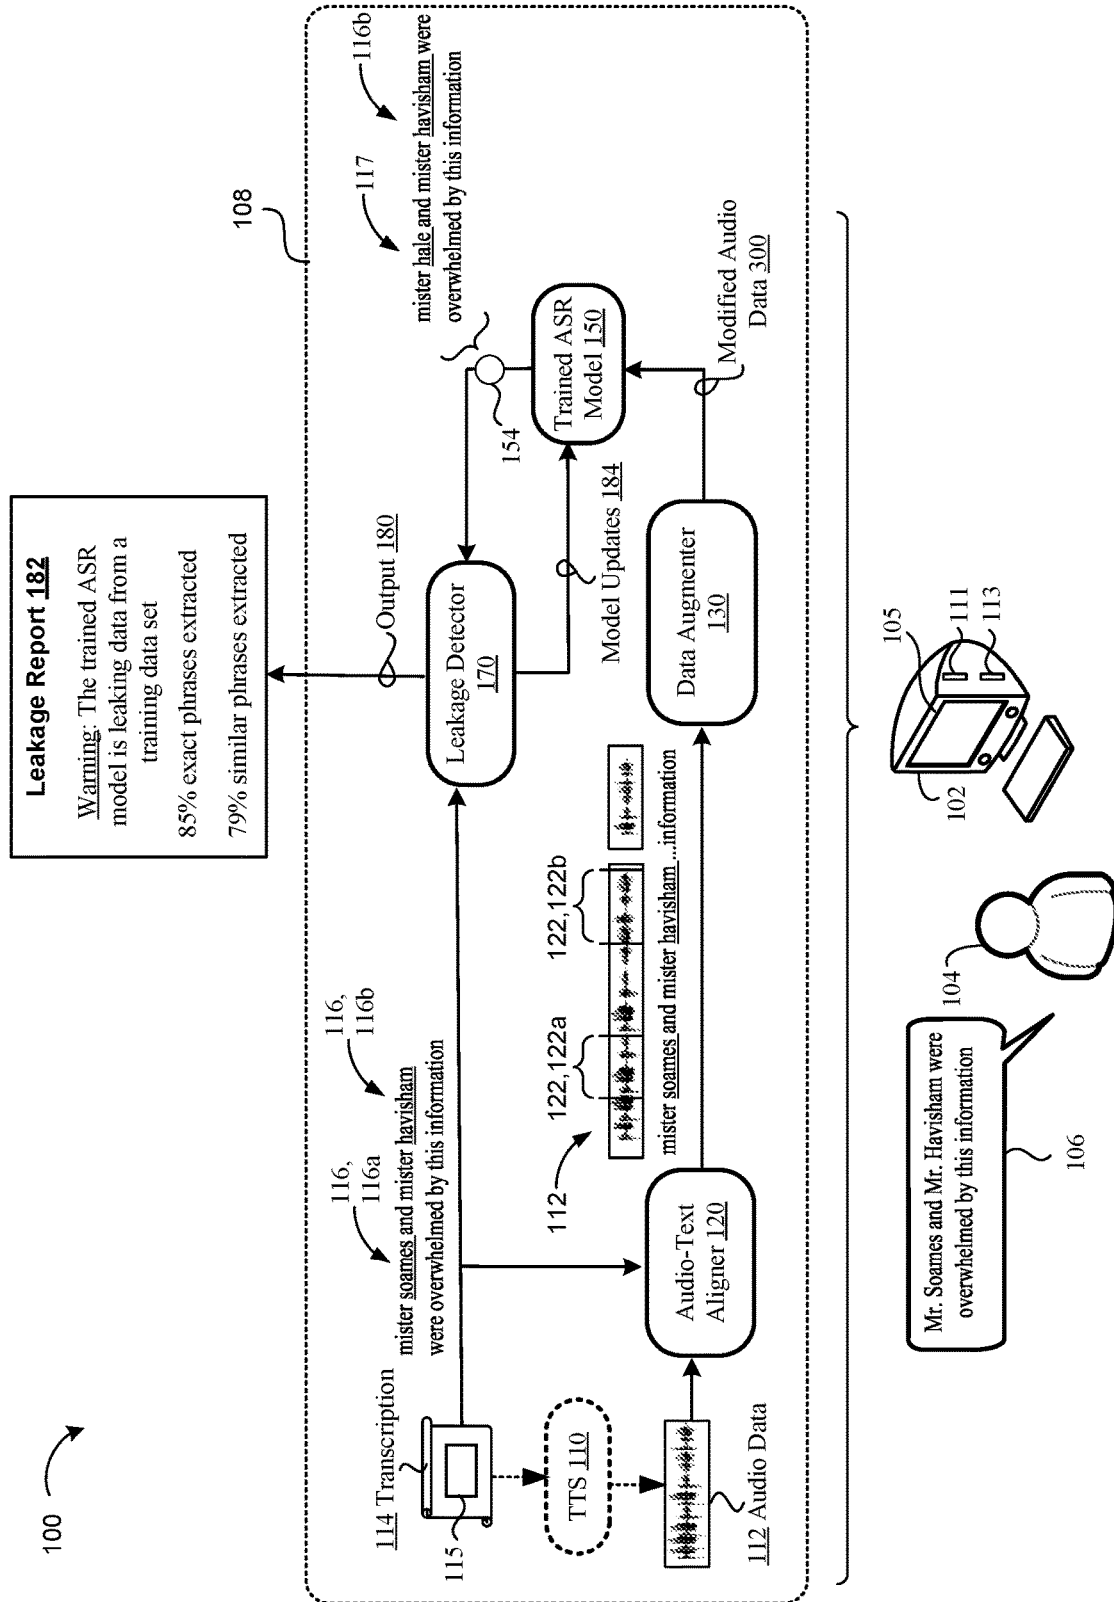 100
108
Leakage Report 182
Warning: The trained ASR
model is leaking data from a
training data set
85% exact phrases extracted
79% similar phrases extracted
114 Transcription
115
116,
116a
116,
116b
mister soames and mister havisham
were overwhelmed by this information
TTS 110
112 Audio Data
Audio-Text
Aligner 120
112
122,122a
122,122b
mister soames and mister havisham ...information
Leakage Detector
170
Output 180
Model Updates 184
Data Augmenter
130
154
Trained ASR
Model 150
Modified Audio
Data 300
117
116b
mister hale and mister havisham were
overwhelmed by this information
Mr. Soames and Mr. Havisham were
overwhelmed by this information
106
104
102
105
111
113